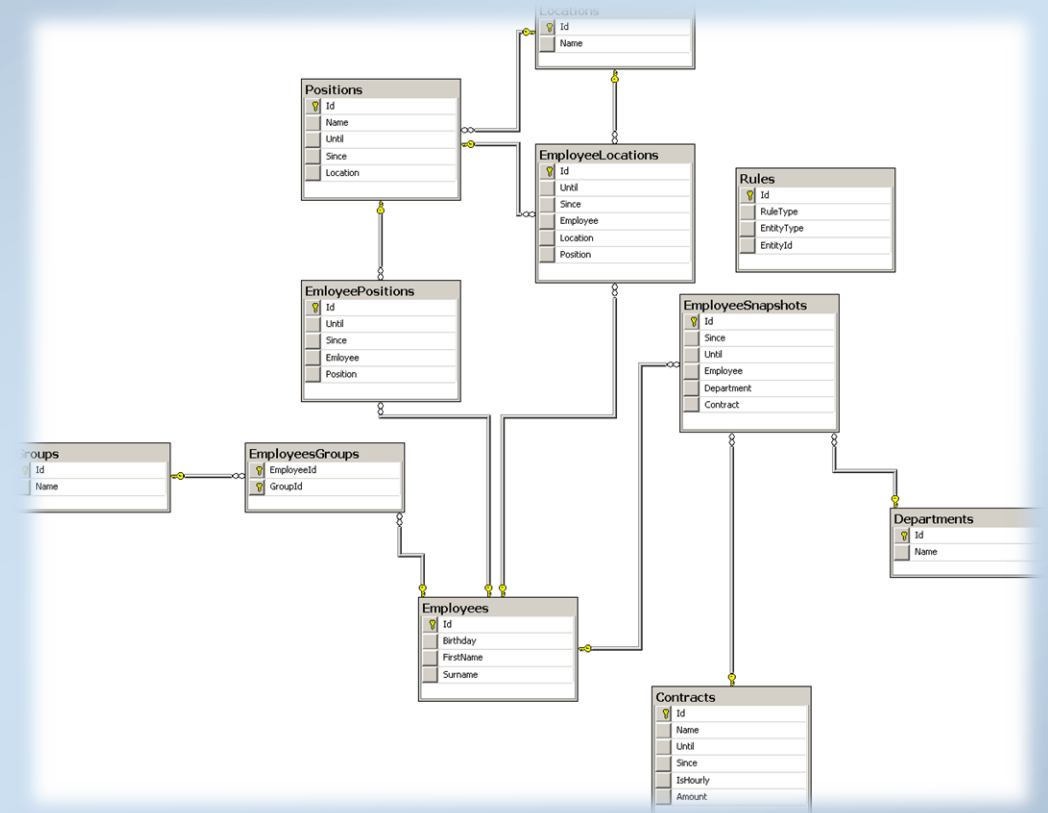 Locations
Id
Name
Positions
Id
Name
Until
Since
Location
EmployeeLocations
Id
Until
Since
Employee
Location
Position
Rules
Id
RuleType
EntityType
EntityId
EmloyeePositions
Id
Until
Since
Emloyee
Position
EmployeeSnapshots
Id
Since
Until
Employee
Department
Contract
Groups
Id
Name
EmployeesGroups
EmployeeId
GroupId
Departments
Id
Name
Employees
Id
Birthday
FirstName
Surname
Contracts
Id
Name
Until
Since
IsHourly
Amount